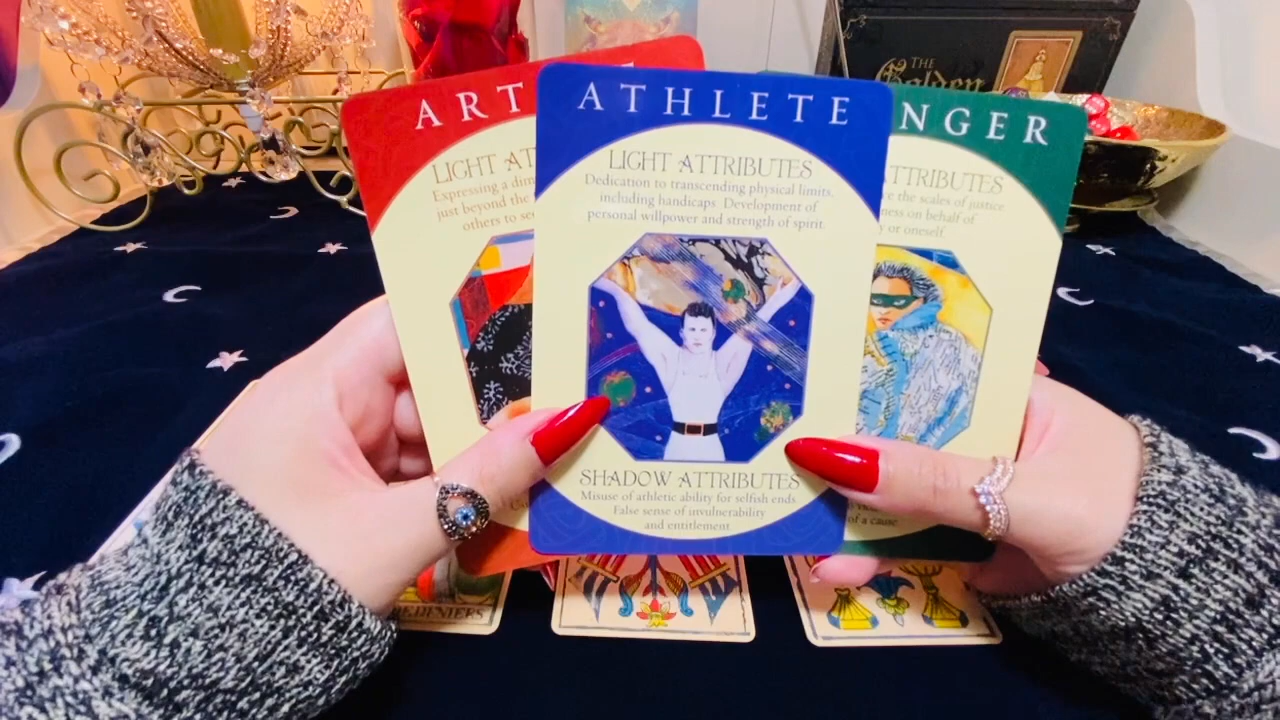 THE
Golden
ART
ATHLETE
NGER
LIGHT AT
Expressing a dim
just beyond the
others to se
LIGHT ATTRIBUTES
Dedication to transcending physical limits,
including handicaps. Development of
personal willpower and strength of spirit.
TTRIBUTES
e the scales of justice
ness on behalf of
y or oneself.
SHADOW ATTRIBUTES
Misuse of athletic ability for selfish ends
False sense of invulnerability
and entitlement
of a cause
DENIERS